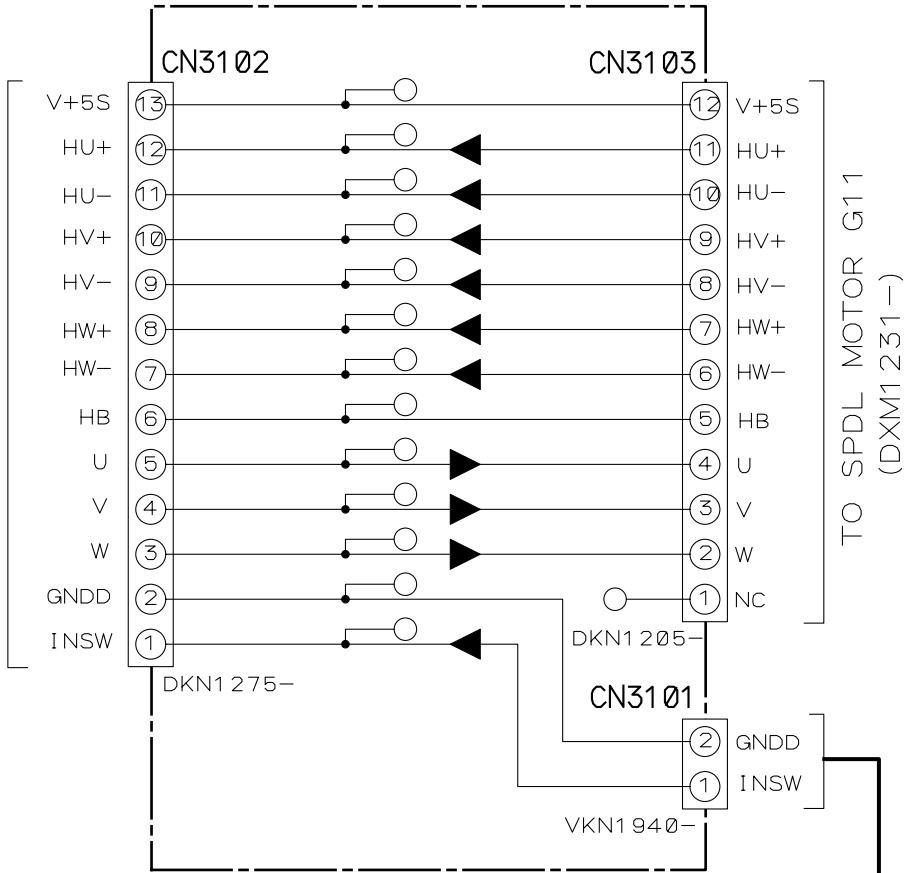 CN3102
CN3103
V+5S 13 12 V+5S
HU+ 12 11 HU+
HU− 11 10 HU−
HV+ 10 9 HV+
HV− 9 8 HV−
HW+ 8 7 HW+
HW− 7 6 HW−
HB 6 5 HB
U 5 4 U
V 4 3 V
W 3 2 W
GNDD 2 1 NC
INSW 1
DKN1205−
DKN1275−
TO SPDL MOTOR G11
(DXM1231−)
CN3101
2 GNDD
1 INSW
VKN1940−